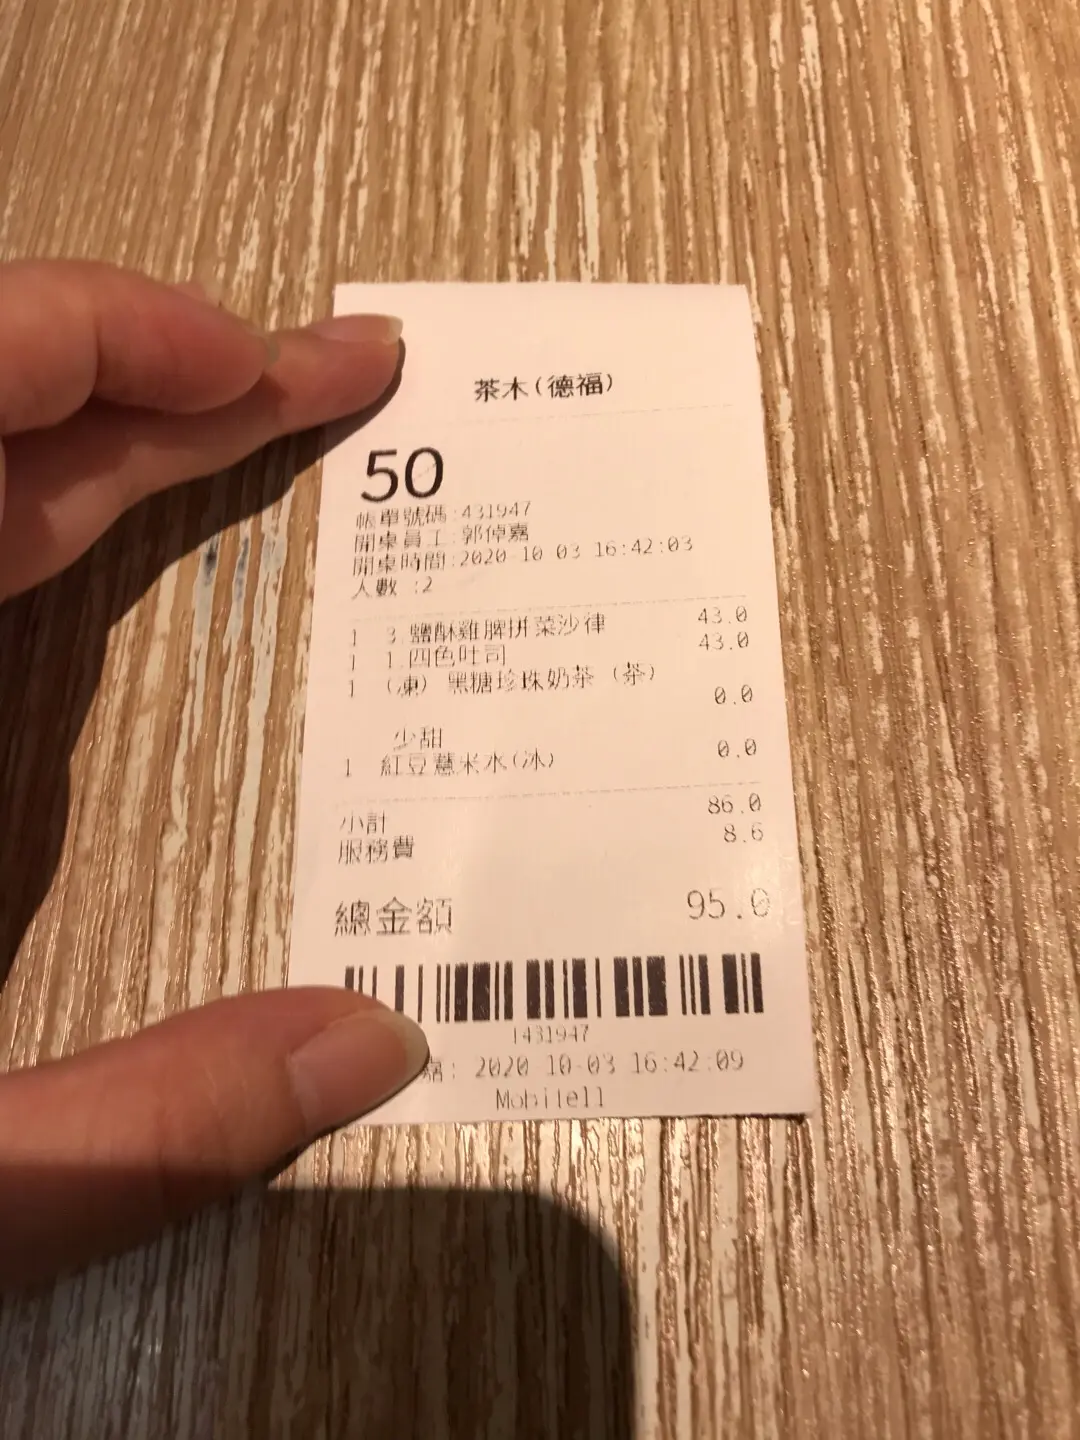 茶木(德福)
50
帳單號碼:431947
開桌員工:郭倬嘉
開桌時間:2020-10-03 16:42:03
人數 :2
1 3.鹽酥雞脾拼菜沙律 43.0
1 1.四色吐司 43.0
1 (凍) 黑糖珍珠奶茶 (茶) 0.0
少甜
1 紅豆薏米水(冰) 0.0
小計 86.0
服務費 8.6
總金額 95.0
1431947
嘉: 2020-10-03 16:42:09
Mobile11